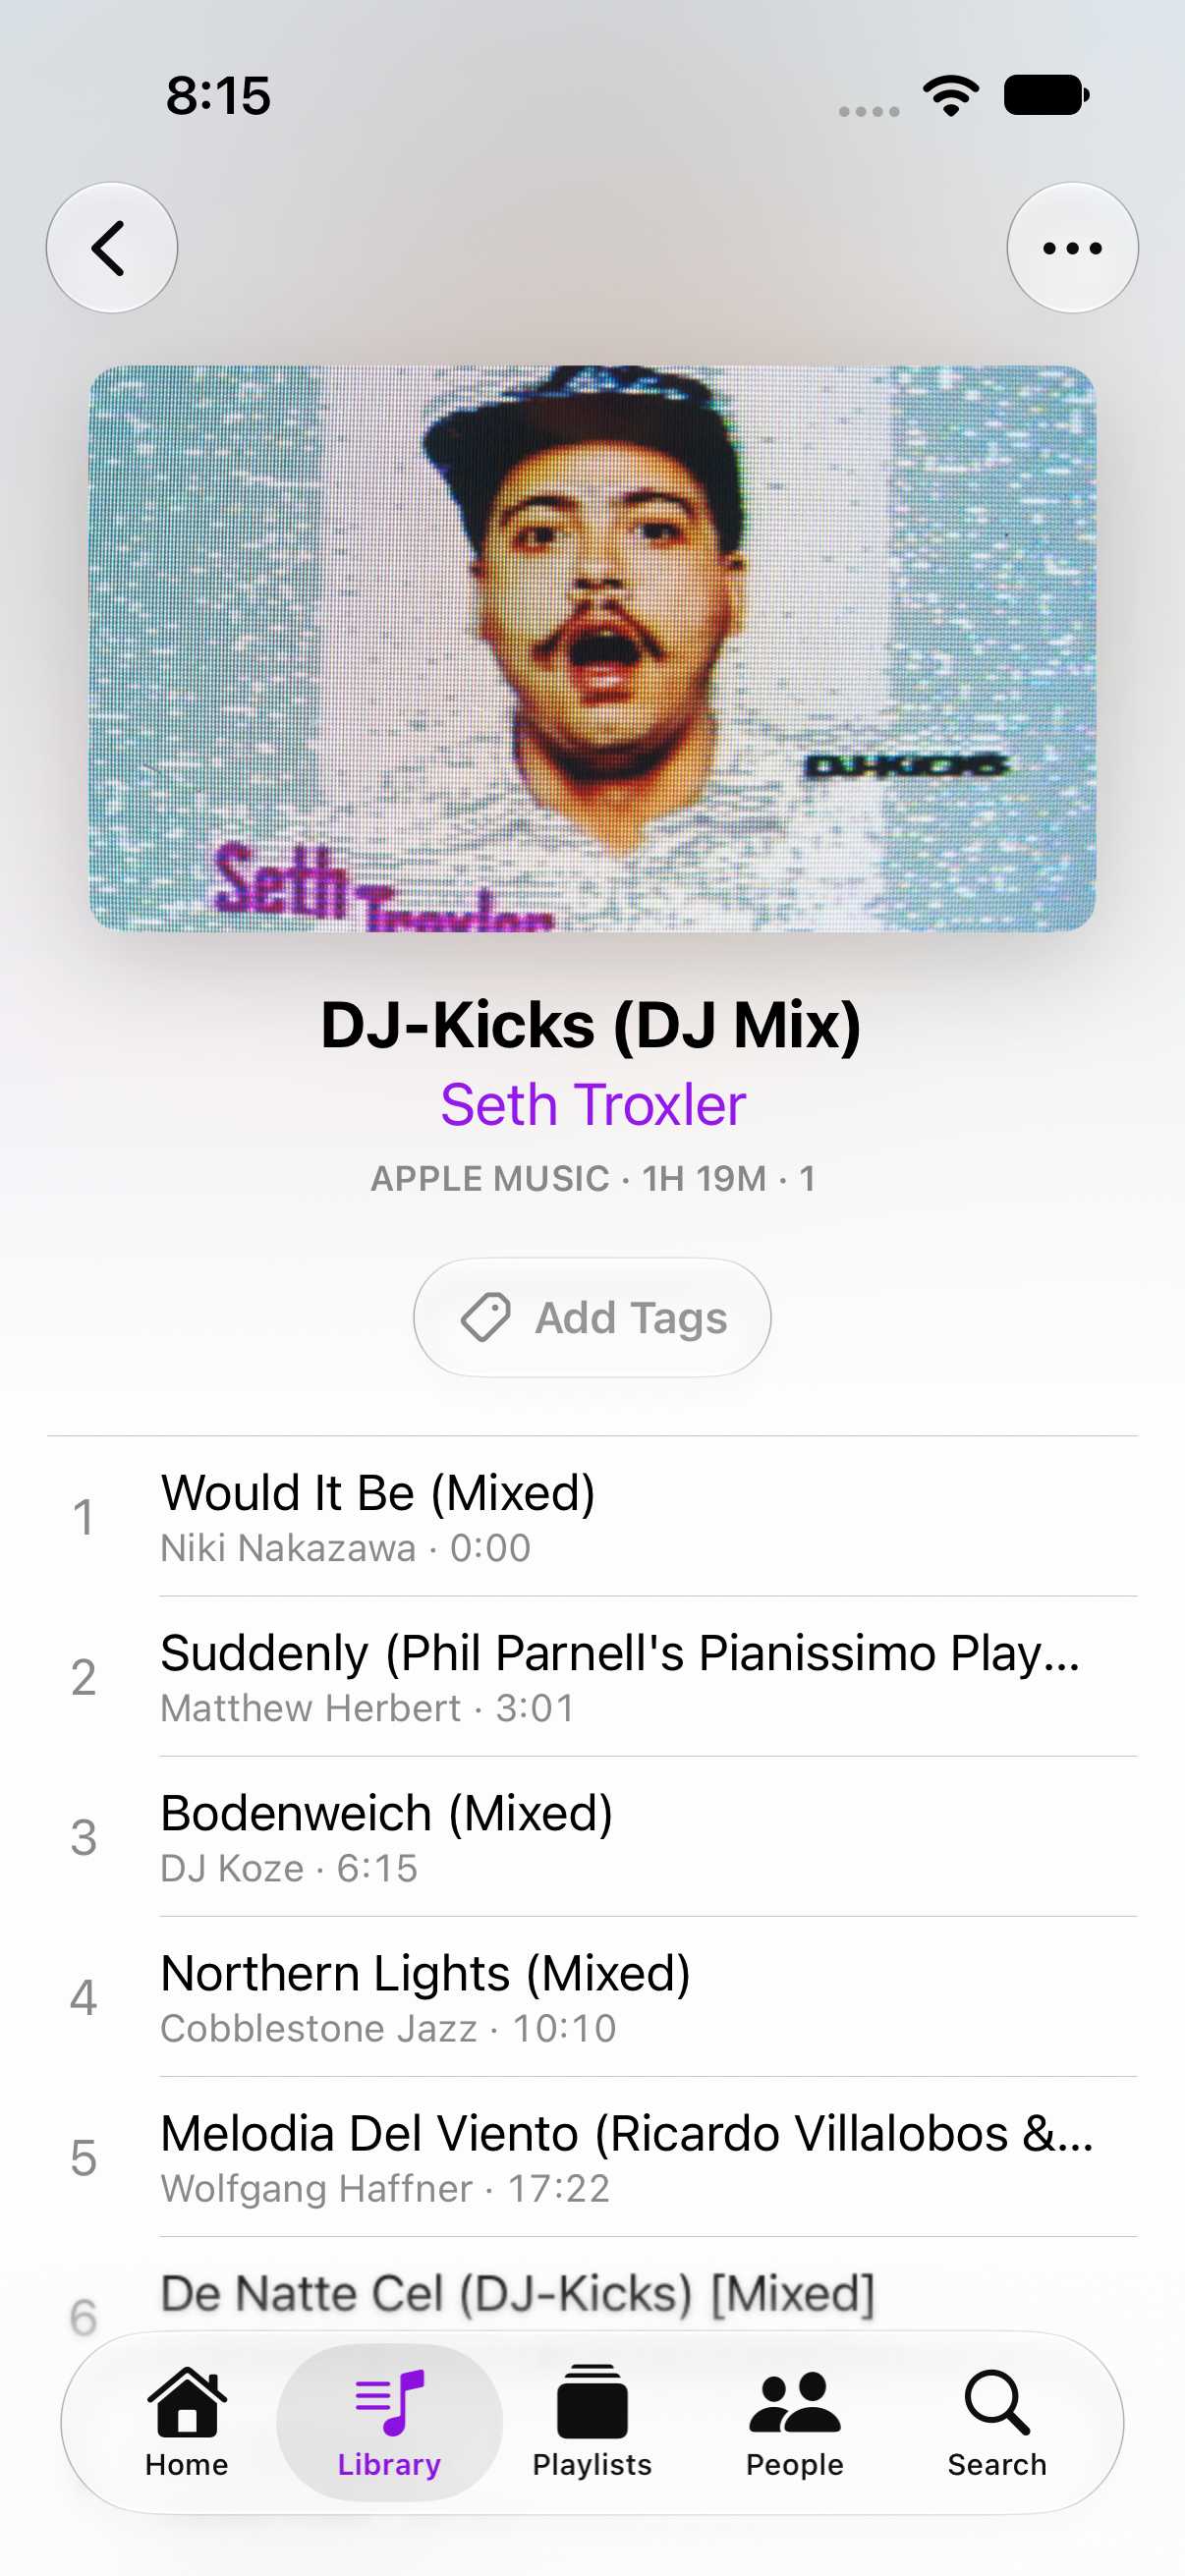 8:15
DJ-KICKS
Seth
Troxler
DJ-Kicks (DJ Mix)
Seth Troxler
APPLE MUSIC · 1H 19M · 1
Add Tags
1
Would It Be (Mixed)
Niki Nakazawa · 0:00
2
Suddenly (Phil Parnell's Pianissimo Play...
Matthew Herbert · 3:01
3
Bodenweich (Mixed)
DJ Koze · 6:15
4
Northern Lights (Mixed)
Cobblestone Jazz · 10:10
5
Melodia Del Viento (Ricardo Villalobos &...
Wolfgang Haffner · 17:22
6
De Natte Cel (DJ-Kicks) [Mixed]
Home
Library
Playlists
People
Search